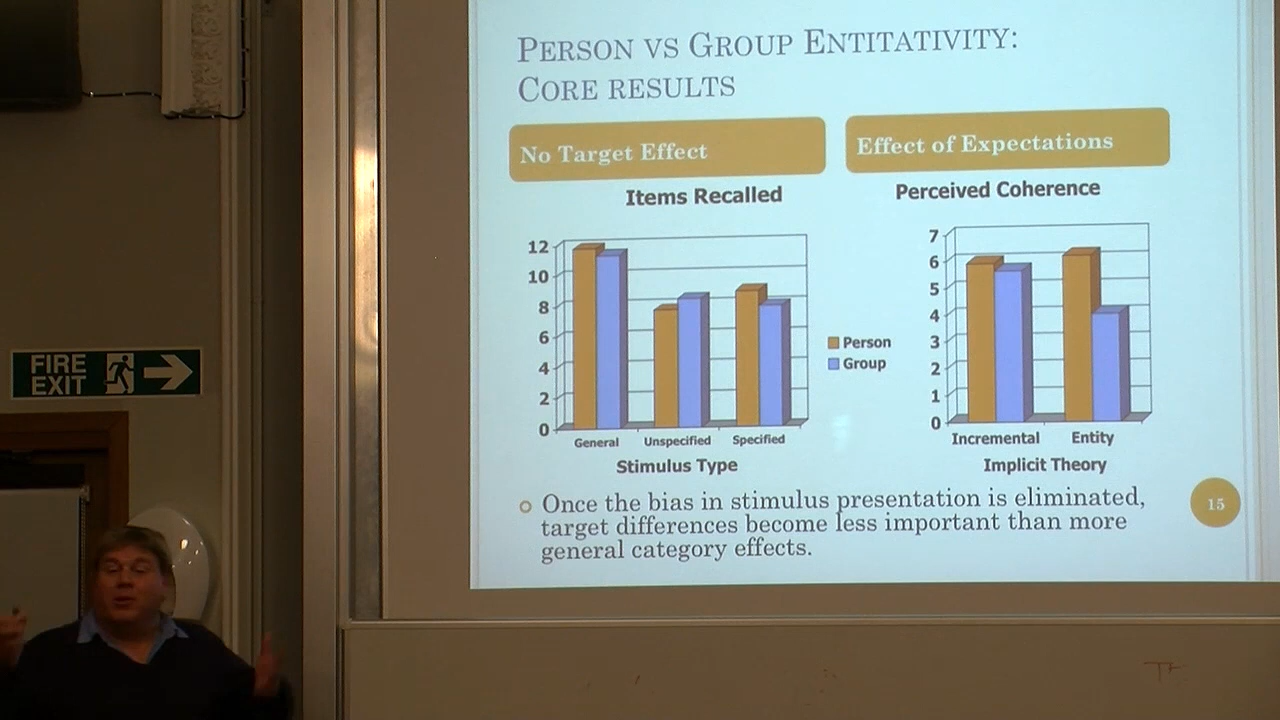 PERSON VS GROUP ENTITATIVITY:
CORE RESULTS
No Target Effect
Effect of Expectations
Items Recalled
Perceived Coherence
12
10
8
6
4
2
0
General Unspecified Specified
Stimulus Type
Person
Group
7
6
5
4
3
2
1
0
Incremental Entity
Implicit Theory
Once the bias in stimulus presentation is eliminated,
target differences become less important than more
general category effects.
15
FIRE
EXIT